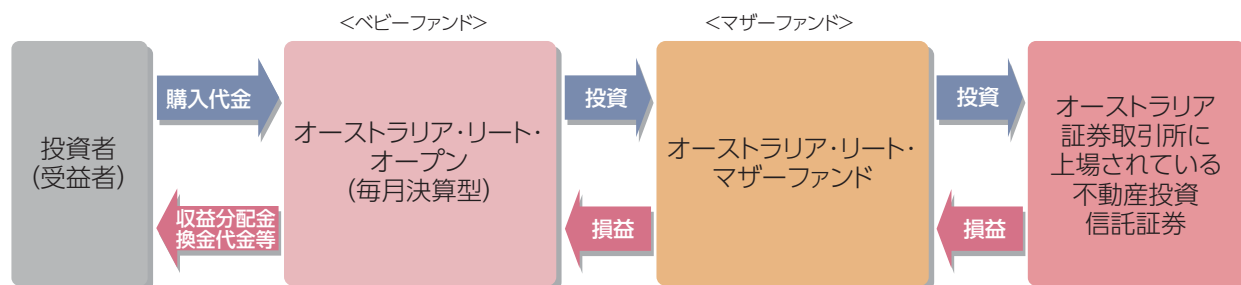 <ベビーファンド>
<マザーファンド>
投資者
(受益者)
購入代金
収益分配金
換金代金等
オーストラリア・リート・
オープン
(毎月決算型)
投資
損益
オーストラリア・リート・
マザーファンド
投資
損益
オーストラリア
証券取引所に
上場されている
不動産投資
信託証券